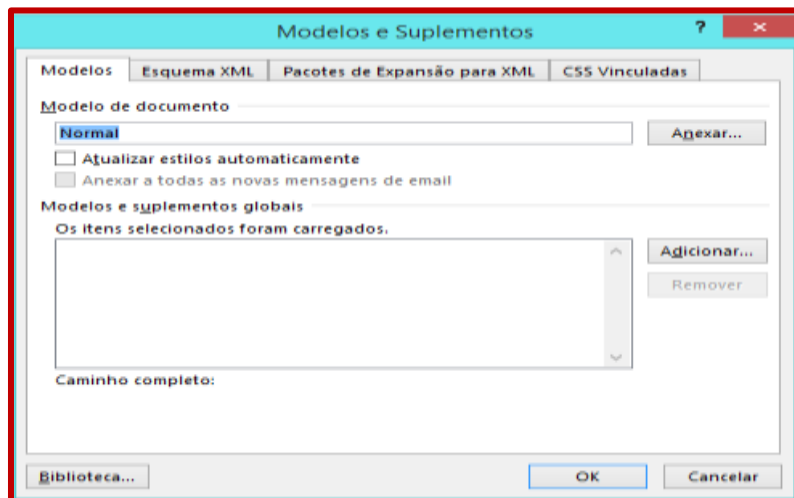 Modelos e Suplementos
?
Modelos Esquema XML Pacotes de Expansão para XML CSS Vinculadas
Modelo de documento
Normal Anexar...
Atualizar estilos automaticamente
Anexar a todas as novas mensagens de email
Modelos e suplementos globais
Os itens selecionados foram carregados.
Adicionar...
Remover
Caminho completo:
Biblioteca... OK Cancelar